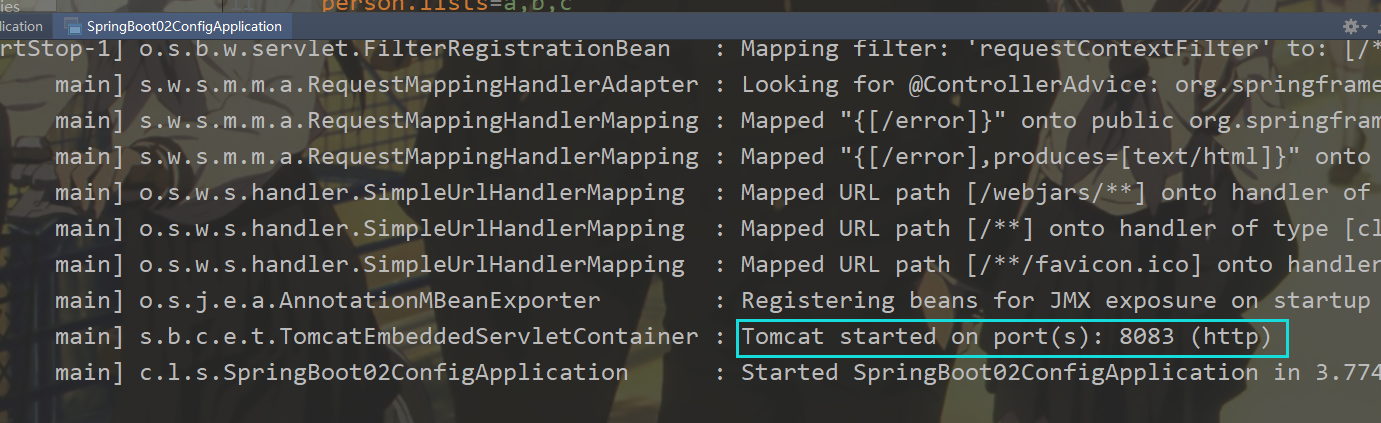 person.lists=a,b,c
lication SpringBoot02ConfigApplication
rtStop-1] o.s.b.w.servlet.FilterRegistrationBean : Mapping filter: 'requestContextFilter' to: [/*
main] s.w.s.m.m.a.RequestMappingHandlerAdapter : Looking for @ControllerAdvice: org.springframe
main] s.w.s.m.m.a.RequestMappingHandlerMapping : Mapped "{[/error]}" onto public org.springfram
main] s.w.s.m.m.a.RequestMappingHandlerMapping : Mapped "{[/error],produces=[text/html]}" onto
main] o.s.w.s.handler.SimpleUrlHandlerMapping : Mapped URL path [/webjars/**] onto handler of
main] o.s.w.s.handler.SimpleUrlHandlerMapping : Mapped URL path [/**] onto handler of type [cl
main] o.s.w.s.handler.SimpleUrlHandlerMapping : Mapped URL path [/**/favicon.ico] onto handler
main] o.s.j.e.a.AnnotationMBeanExporter : Registering beans for JMX exposure on startup
main] s.b.c.e.t.TomcatEmbeddedServletContainer : Tomcat started on port(s): 8083 (http)
main] c.l.s.SpringBoot02ConfigApplication : Started SpringBoot02ConfigApplication in 3.774